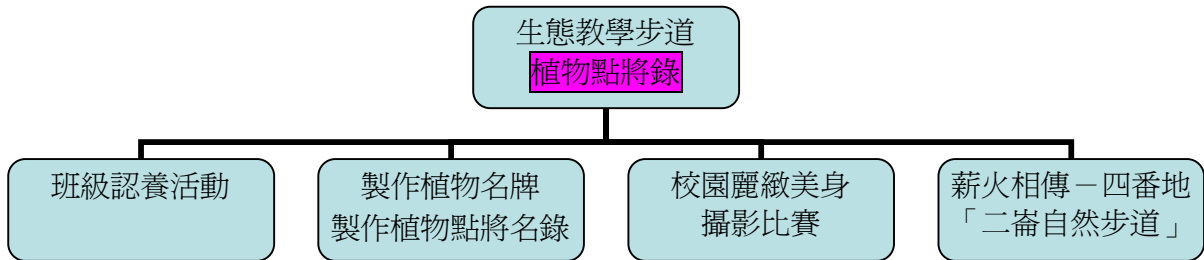 生態教學步道
植物點將錄
班級認養活動
製作植物名牌
製作植物點將名錄
校園麗緻美身
攝影比賽
薪火相傳－四番地
「二崙自然步道」